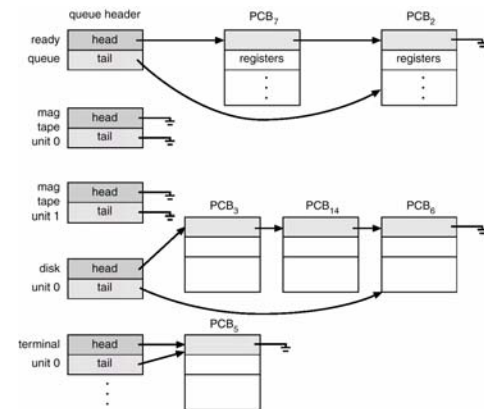 queue header
PCB7
PCB2
ready
queue
head
tail
registers
registers
mag
tape
unit 0
head
tail
mag
tape
unit 1
head
tail
PCB3
PCB14
PCB6
disk
unit 0
head
tail
PCB5
terminal
unit 0
head
tail